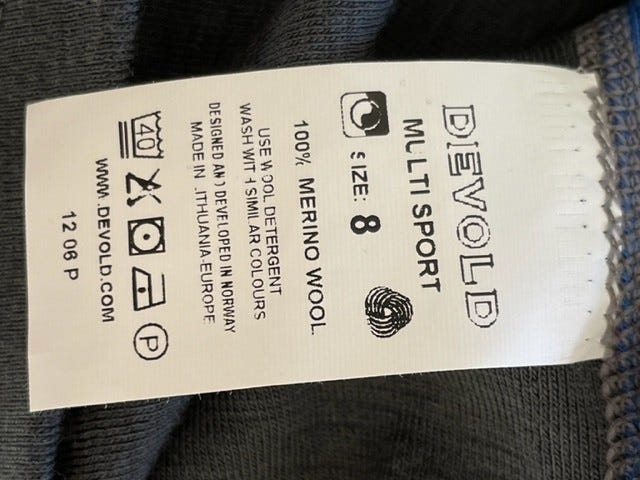 DEVOLD
MULTI SPORT
SIZE: 8
100% MERINO WOOL
USE WOOL DETERGENT
WASH WITH SIMILAR COLOURS
DESIGNED AND DEVELOPED IN NORWAY
MADE IN LITHUANIA-EUROPE
40 P
WWW.DEVOLD.COM
12 06 P